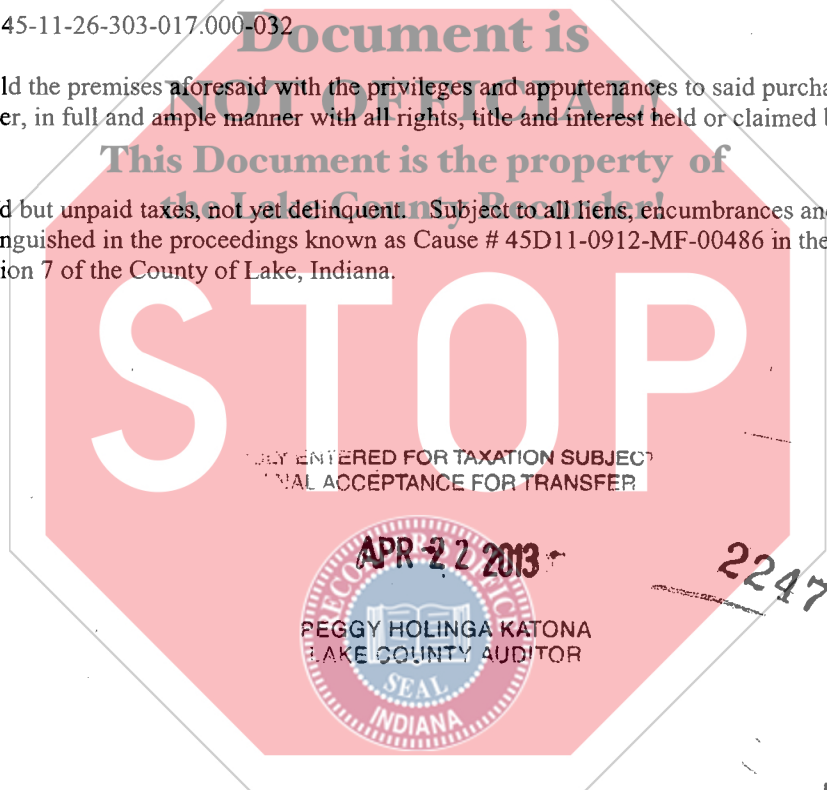 45-11-26-303-017.000-032
Document is
ld the premises aforesaid with the privileges and appurtenances to said purcha
NOT OFFICIAL!
er, in full and ample manner with all rights, title and interest held or claimed
This Document is the property of
the Lake County Recorder!
d but unpaid taxes, not yet delinquent. Subject to all liens, encumbrances an
nguished in the proceedings known as Cause # 45D11-0912-MF-00486 in the
ion 7 of the County of Lake, Indiana.
STOP
ENTERED FOR TAXATION SUBJEC
ACCEPTANCE FOR TRANSFER
APR 22 2013
2247
PEGGY HOLINGA KATONA
LAKE COUNTY AUDITOR
SEAL
INDIANA